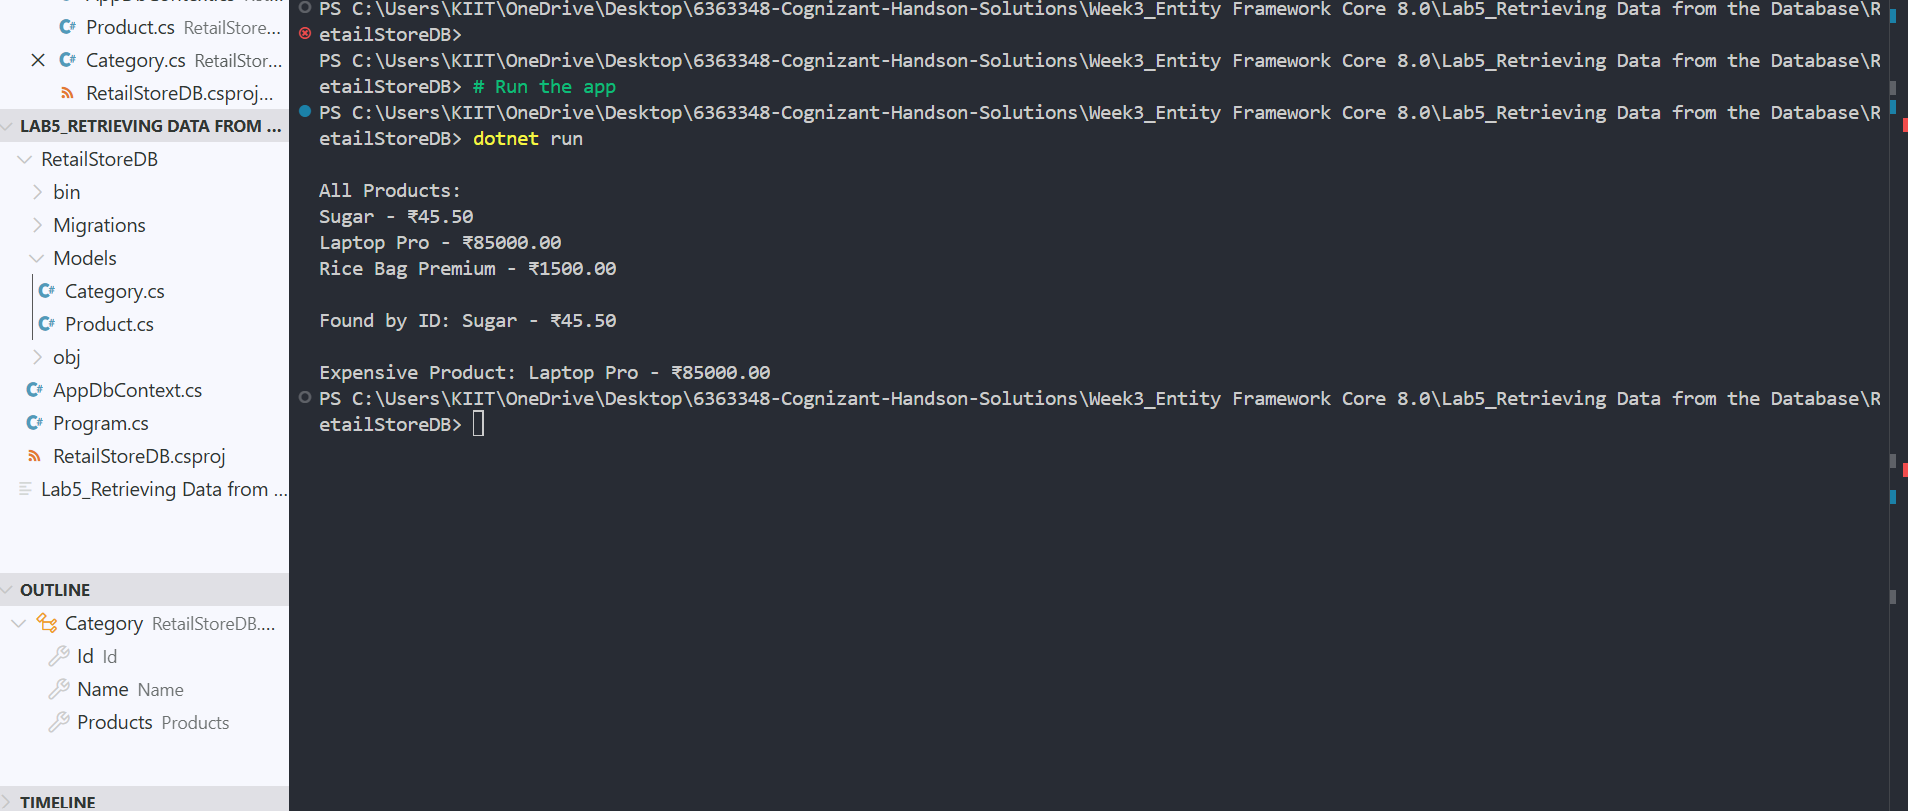 Product.cs RetailStore...
Category.cs RetailStor...
RetailStoreDB.csproj...
LAB5_RETRIEVING DATA FROM ...
RetailStoreDB
bin
Migrations
Models
Category.cs
Product.cs
obj
AppDbContext.cs
Program.cs
RetailStoreDB.csproj
Lab5_Retrieving Data from ...
OUTLINE
Category RetailStoreDB....
Id Id
Name Name
Products Products
TIMELINE
PS C:\Users\KIIT\OneDrive\Desktop\6363348-Cognizant-Handson-Solutions\Week3_Entity Framework Core 8.0\Lab5_Retrieving Data from the Database\R
etailStoreDB>
PS C:\Users\KIIT\OneDrive\Desktop\6363348-Cognizant-Handson-Solutions\Week3_Entity Framework Core 8.0\Lab5_Retrieving Data from the Database\R
etailStoreDB> # Run the app
PS C:\Users\KIIT\OneDrive\Desktop\6363348-Cognizant-Handson-Solutions\Week3_Entity Framework Core 8.0\Lab5_Retrieving Data from the Database\R
etailStoreDB> dotnet run
All Products:
Sugar - ₹45.50
Laptop Pro - ₹85000.00
Rice Bag Premium - ₹1500.00
Found by ID: Sugar - ₹45.50
Expensive Product: Laptop Pro - ₹85000.00
PS C:\Users\KIIT\OneDrive\Desktop\6363348-Cognizant-Handson-Solutions\Week3_Entity Framework Core 8.0\Lab5_Retrieving Data from the Database\R
etailStoreDB>